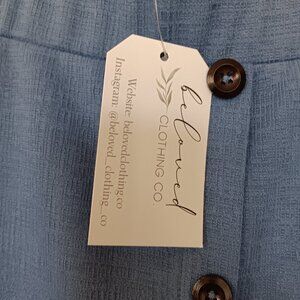 beloved
CLOTHING CO
Website: belovedclothing.co
Instagram: @beloved_clothing_co